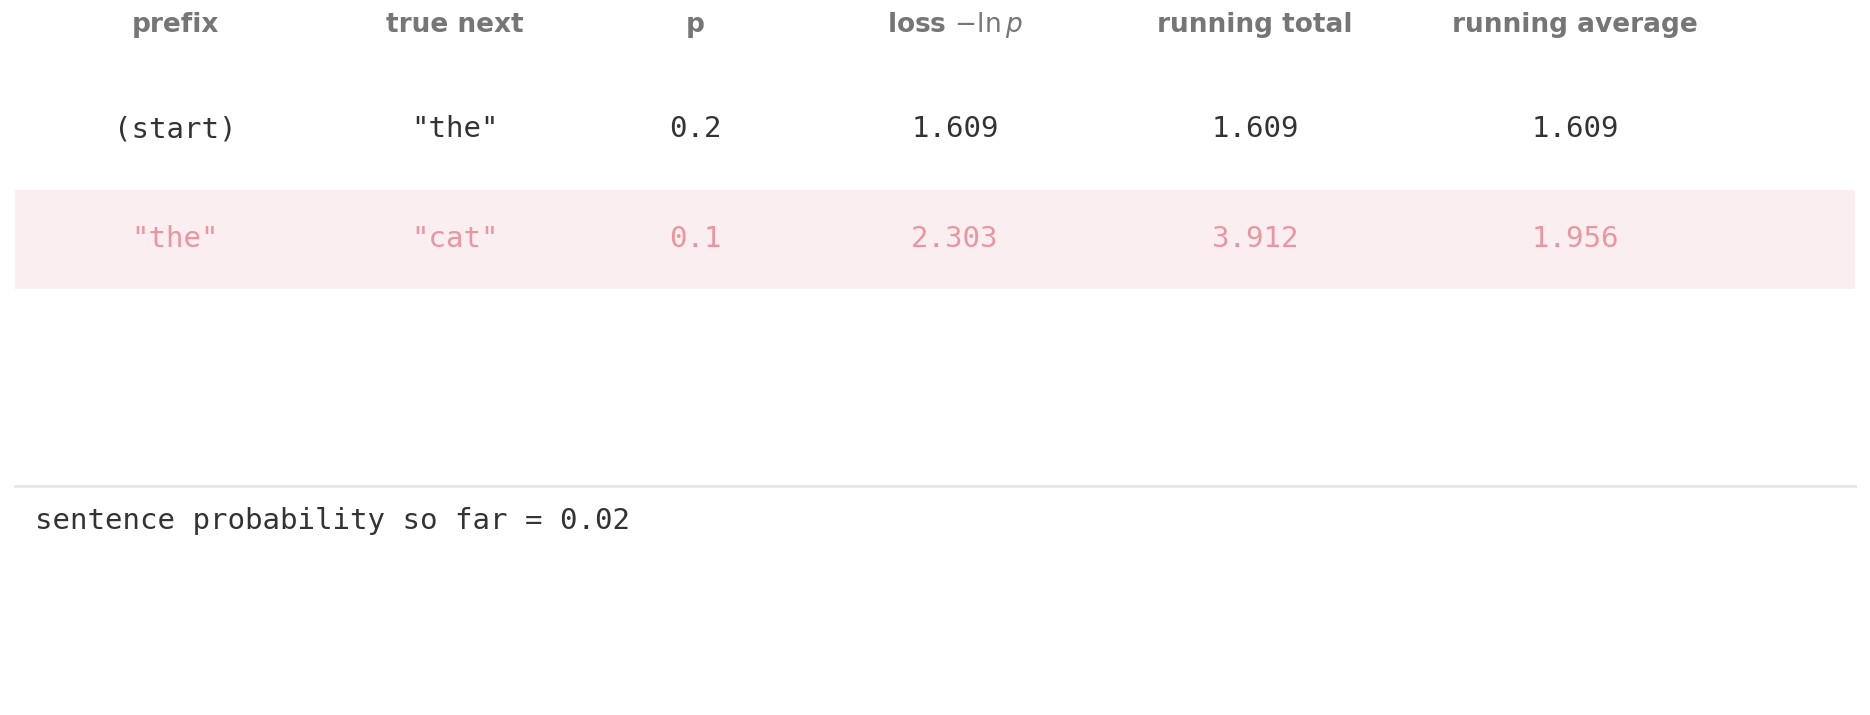 prefix true next p loss −ln p running total running average
(start) "the" 0.2 1.609 1.609 1.609
"the" "cat" 0.1 2.303 3.912 1.956
sentence probability so far = 0.02